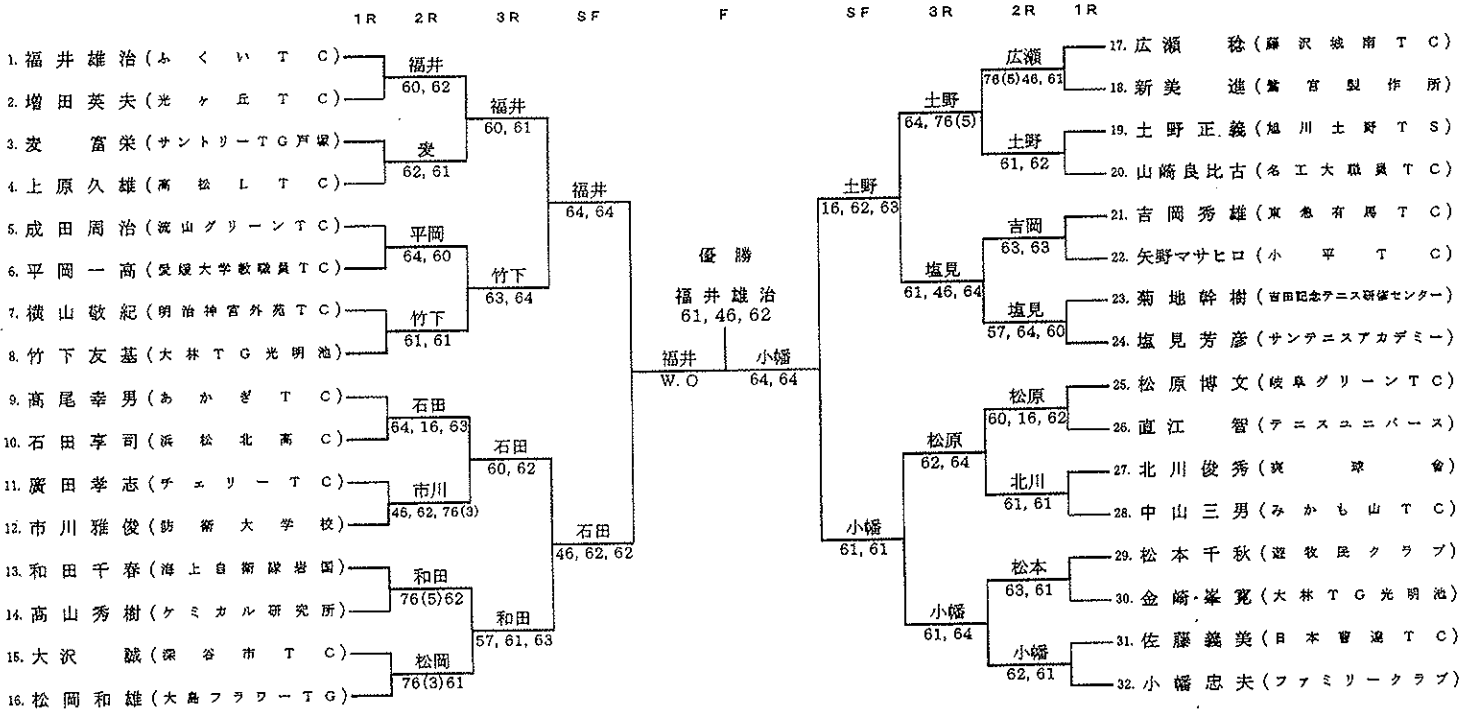 1R 2R 3R SF F SF 3R 2R 1R
1. 福井雄治 (ふくいTC)
2. 増田英夫 (光ヶ丘TC)
3. 麦 富栄 (サントリーTG戸塚)
4. 上原久雄 (高松LTC)
5. 成田周治 (流山グリーンTC)
6. 平岡一高 (愛媛大学教職員TC)
7. 横山敬紀 (明治神宮外苑TC)
8. 竹下友基 (大林TG光明池)
9. 高尾幸男 (あかぎTC)
10. 石田享司 (浜松北高C)
11. 廣田孝志 (チェリーTC)
12. 市川雅俊 (防衛大学校)
13. 和田千春 (海上自衛隊岩国)
14. 高山秀樹 (ケミカル研究所)
15. 大沢 誠 (深谷市TC)
16. 松岡和雄 (大島フラワーTG)
福井
60, 62
麦
62, 61
平岡
64, 60
竹下
61, 61
石田
64, 16, 63
市川
46, 62, 76(3)
和田
76(5)62
松岡
76(3)61
福井
60, 61
竹下
63, 64
石田
60, 62
和田
57, 61, 63
福井
64, 64
石田
46, 62, 62
福井
W.O
優勝
福井雄治
61, 46, 62
小幡
64, 64
土野
16, 62, 63
小幡
61, 61
土野
64, 76(5)
塩見
61, 46, 64
松原
62, 64
小幡
61, 64
広瀬
76(5)46, 61
土野
61, 62
吉岡
63, 63
塩見
57, 64, 60
松原
60, 16, 62
北川
61, 61
松本
63, 61
小幡
62, 61
17. 広瀬 稔 (藤沢城南TC)
18. 新美 進 (鷺宮製作所)
19. 土野正義 (旭川土野TS)
20. 山崎良比古 (名工大職員TC)
21. 吉岡秀雄 (東急有馬TC)
22. 矢野マサヒロ (小平TC)
23. 菊地幹樹 (吉田記念テニス研修センター)
24. 塩見芳彦 (サンテニスアカデミー)
25. 松原博文 (岐阜グリーンTC)
26. 直江 智 (テニスユニバース)
27. 北川俊秀 (爽球会)
28. 中山三男 (みかも山TC)
29. 松本千秋 (遊牧民クラブ)
30. 金崎峯寛 (大林TG光明池)
31. 佐藤義美 (日本曹達TC)
32. 小幡忠夫 (ファミリークラブ)